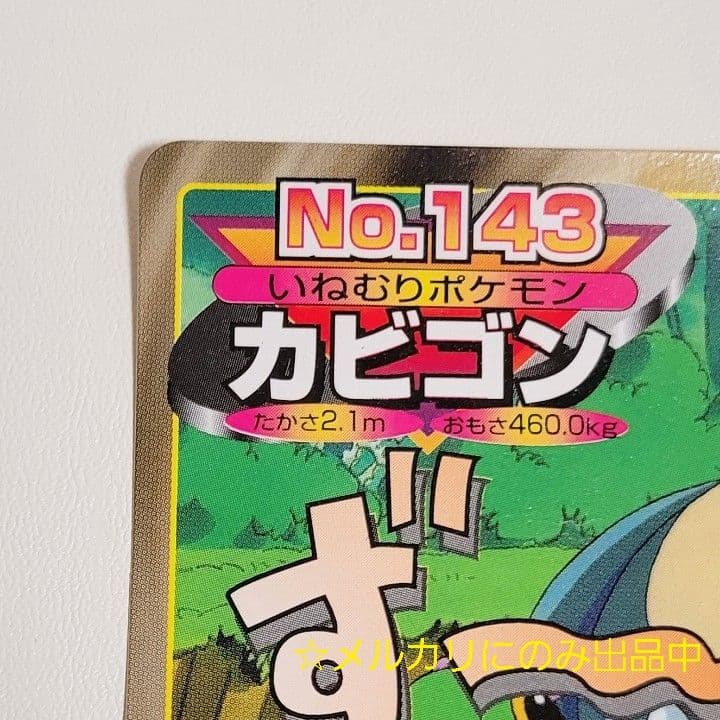 No.143
いねむりポケモン
カビゴン
たかさ2.1m おもさ460.0kg
ず
☆メルカリにのみ出品中